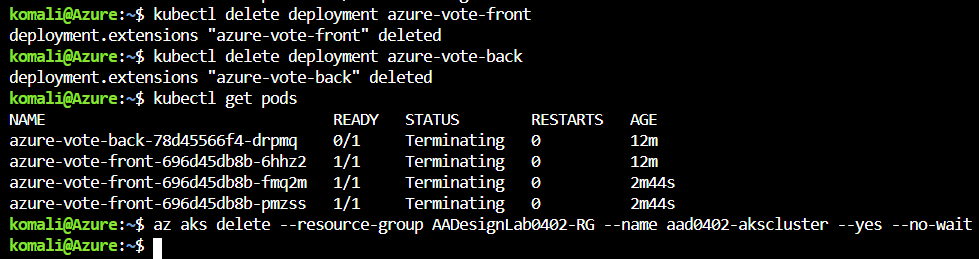 komali@Azure:~$ kubectl delete deployment azure-vote-front
deployment.extensions "azure-vote-front" deleted
komali@Azure:~$ kubectl delete deployment azure-vote-back
deployment.extensions "azure-vote-back" deleted
komali@Azure:~$ kubectl get pods
NAME READY STATUS RESTARTS AGE
azure-vote-back-78d45566f4-drpmq 0/1 Terminating 0 12m
azure-vote-front-696d45db8b-6hhz2 1/1 Terminating 0 12m
azure-vote-front-696d45db8b-fmq2m 1/1 Terminating 0 2m44s
azure-vote-front-696d45db8b-pmzss 1/1 Terminating 0 2m44s
komali@Azure:~$ az aks delete --resource-group AADesignLab0402-RG --name aad0402-akscluster --yes --no-wait
komali@Azure:~$